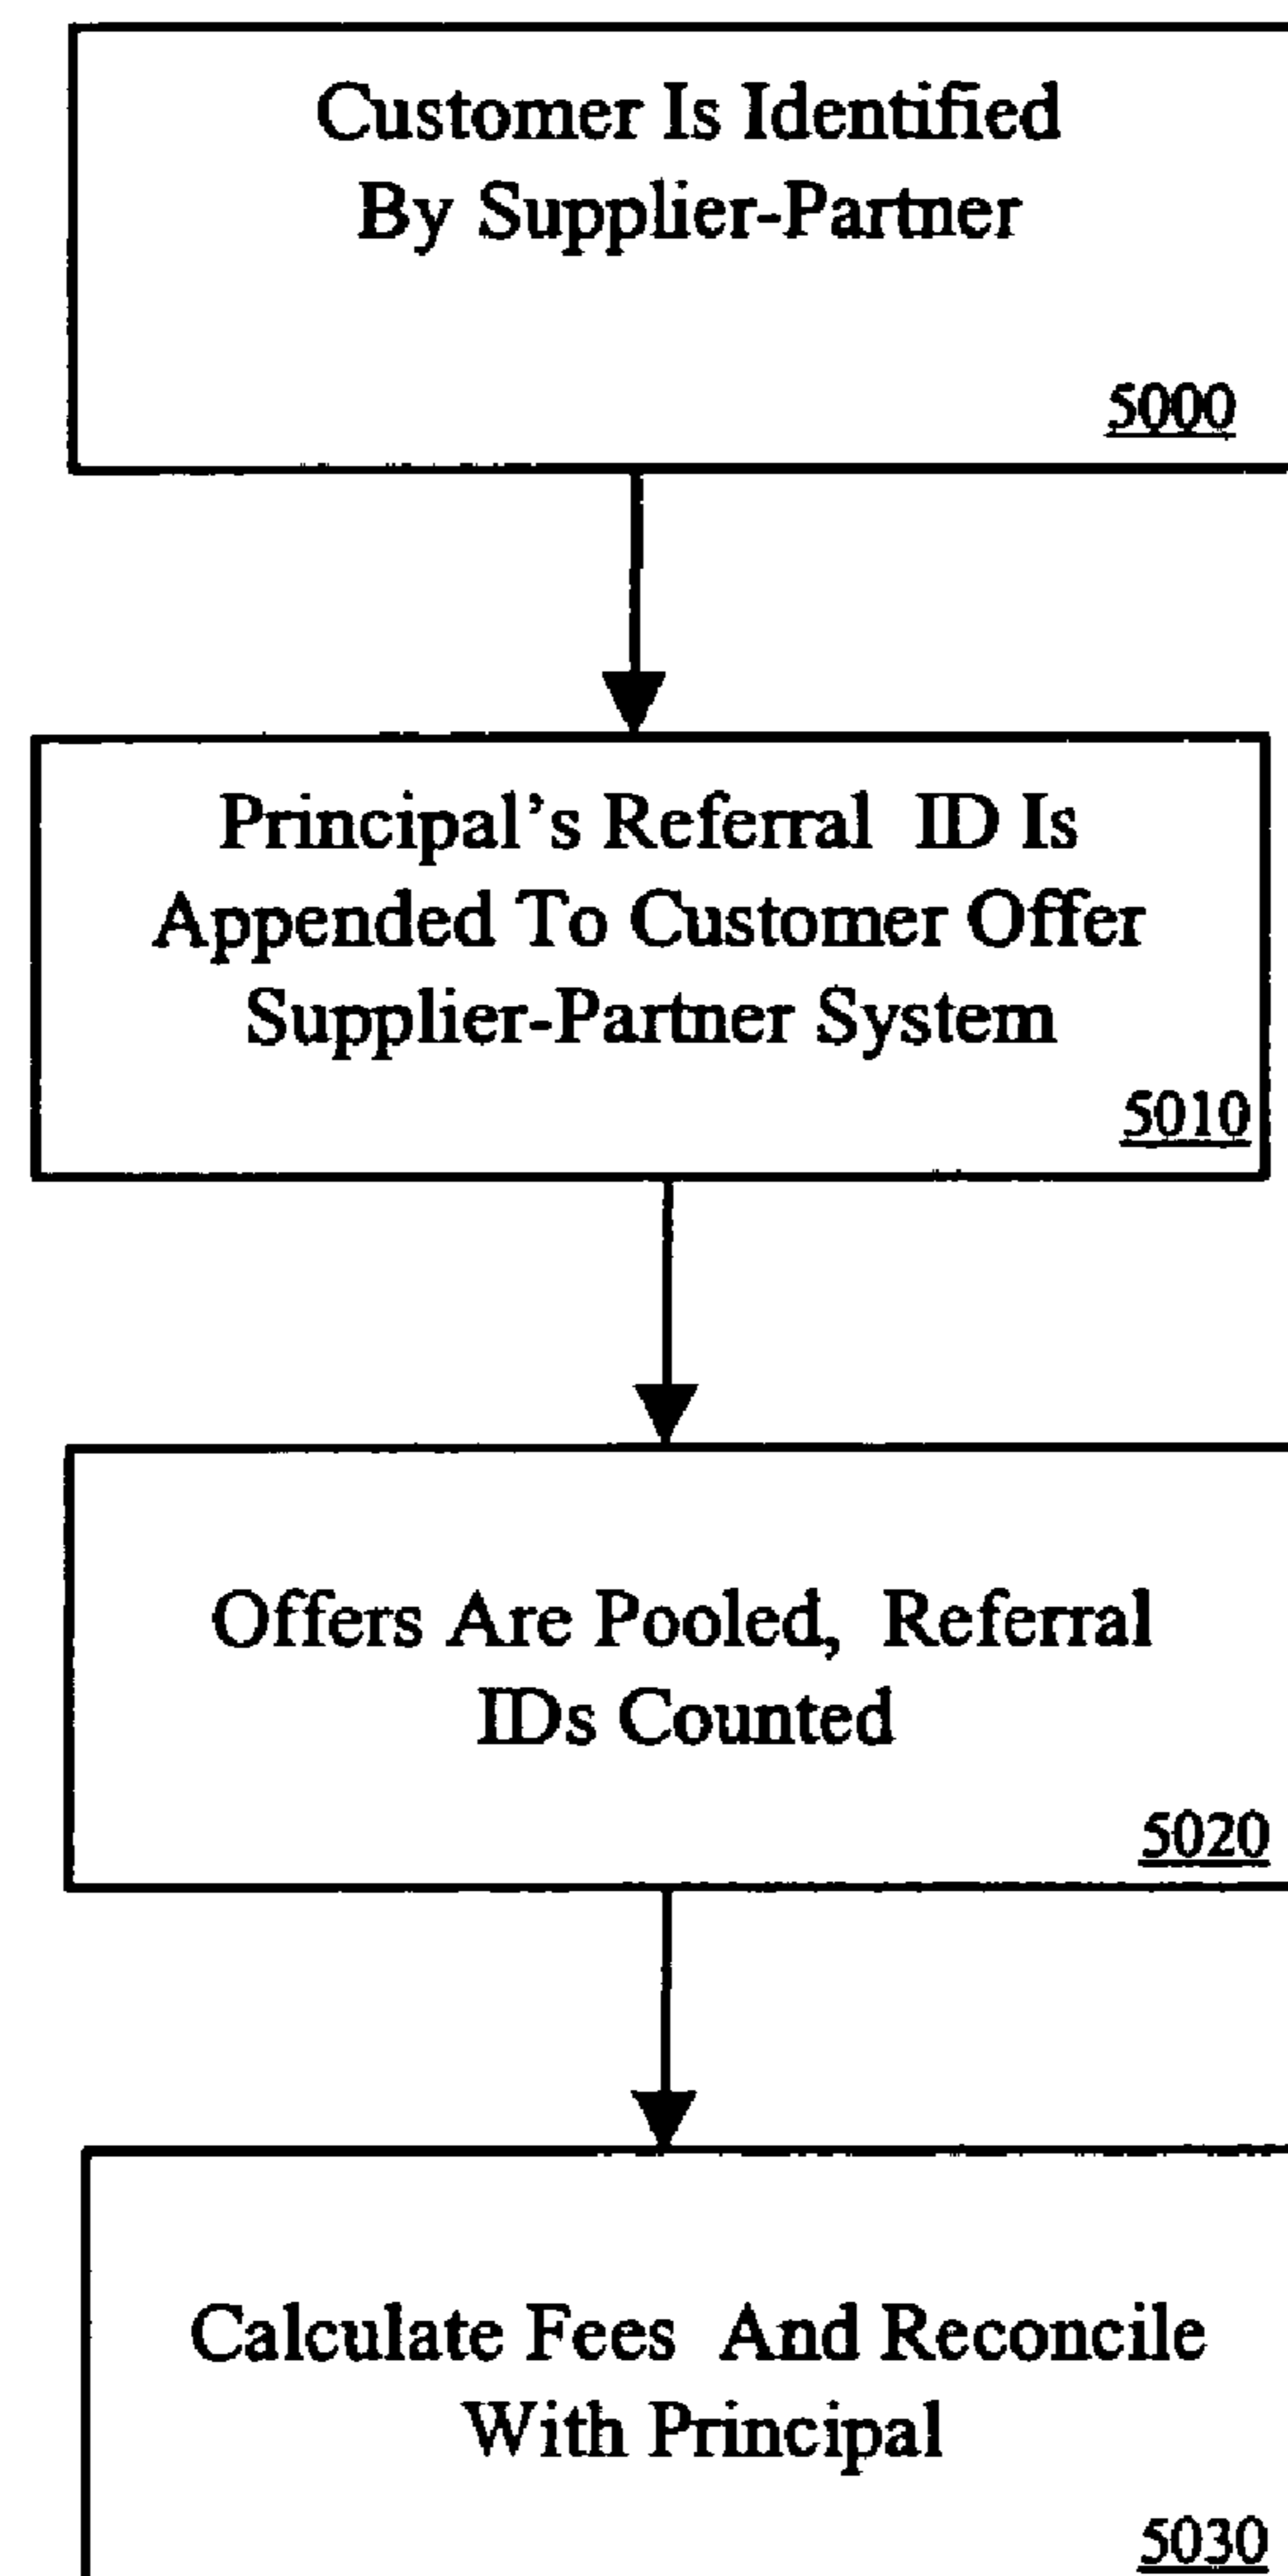 Customer Is Identified
By Supplier-Partner
5000
Principal's Referral ID Is
Appended To Customer Offer
Supplier-Partner System
5010
Offers Are Pooled, Referral
IDs Counted
5020
Calculate Fees And Reconcile
With Principal
5030